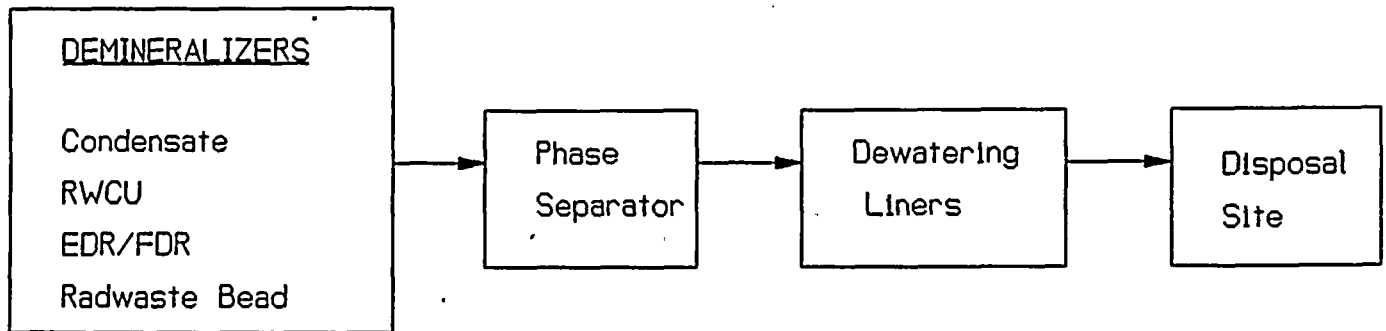 DEMINERALIZERS
Condensate
RWCU
EDR/FDR
Radwaste Bead
Phase
Separator
Dewatering
Liners
Disposal
Site